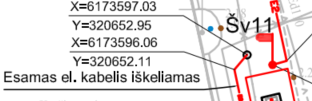 X=6173597.03
Y=320652.95
X=6173596.06
Y=320652.11
Esamas el. kabelis iškeliamas
Šv11